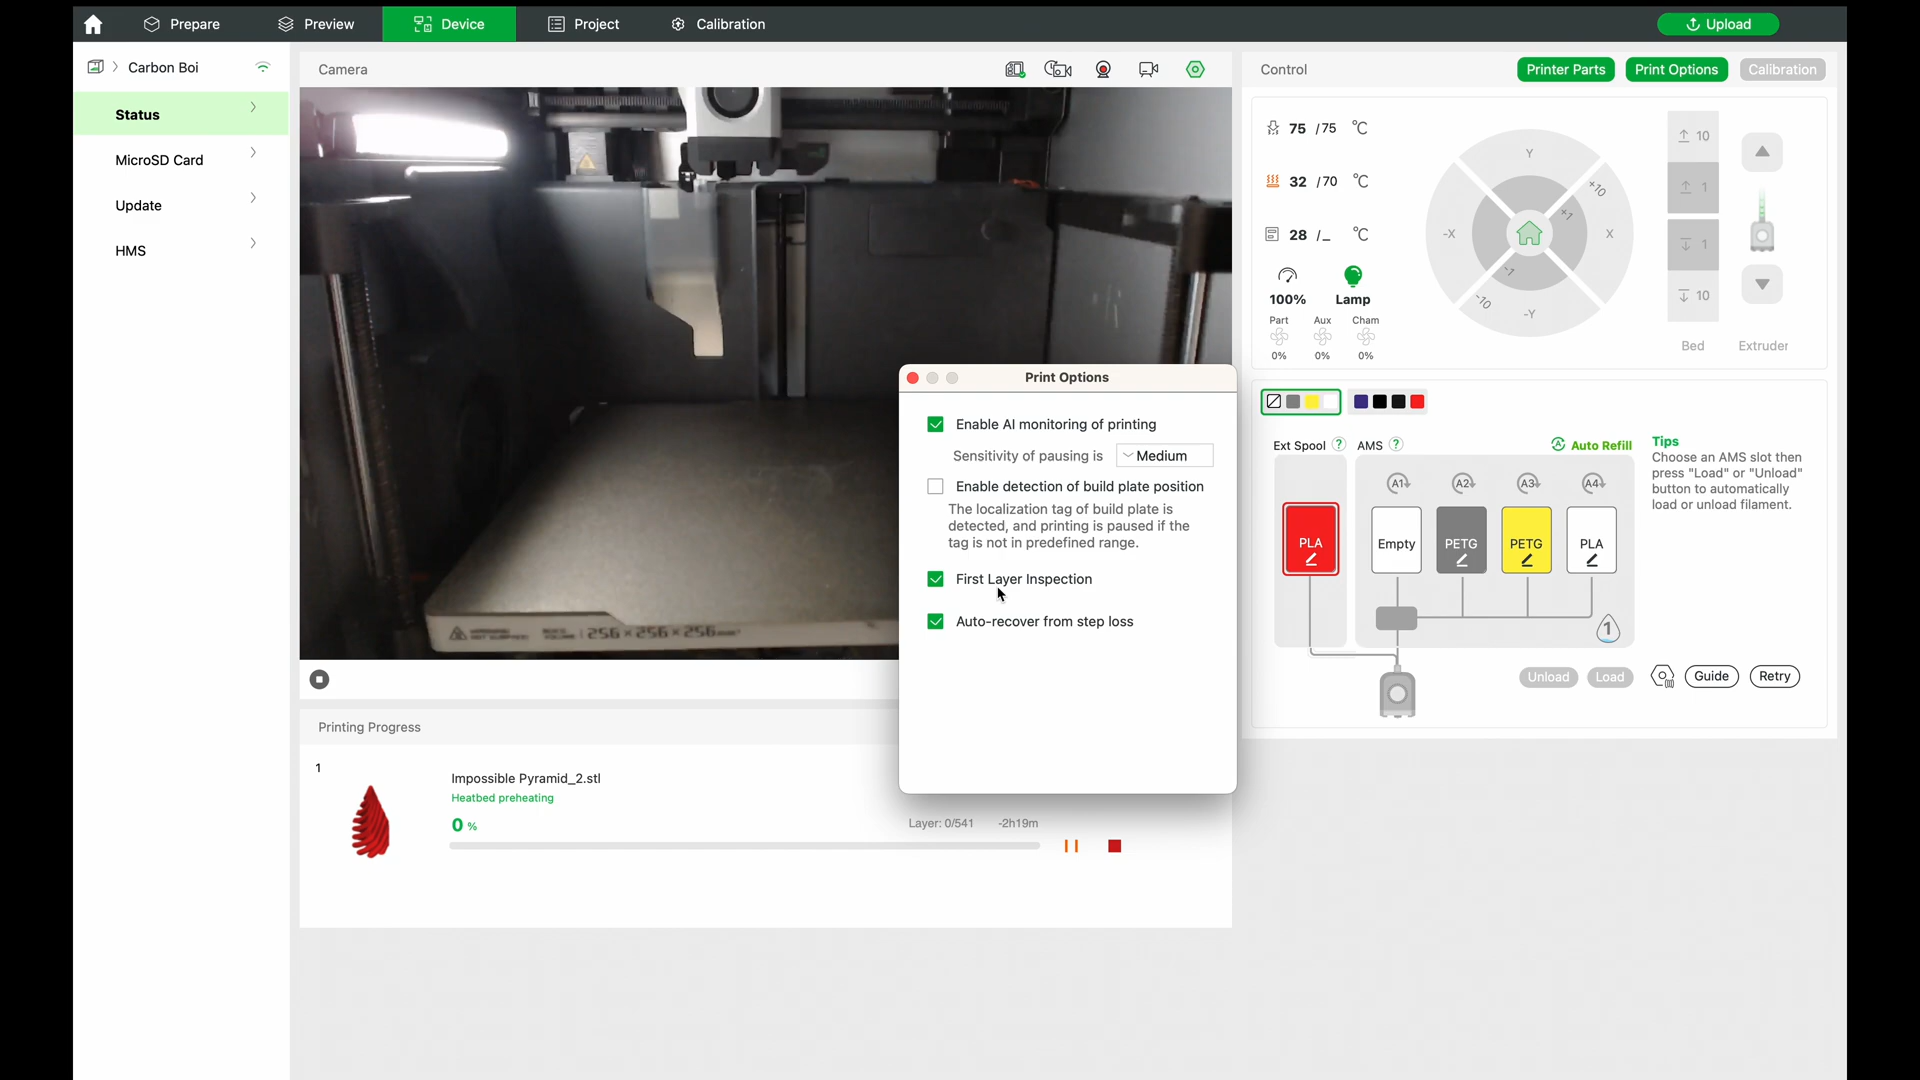 Prepare
Preview
Device
Project
Calibration
Upload
Carbon Boi
Status
MicroSD Card
Update
HMS
Camera
256×256×256
Control
Printer Parts
Print Options
Calibration
75 /75 °C
32 /70 °C
28 /_ °C
100%
Lamp
Part
Aux
Cham
0%
0%
0%
Y
+10
+1
-X
X
-1
-10
-Y
10
1
1
10
Bed
Extruder
Print Options
Enable AI monitoring of printing
Sensitivity of pausing is
Medium
Enable detection of build plate position
The localization tag of build plate is
detected, and printing is paused if the
tag is not in predefined range.
First Layer Inspection
Auto-recover from step loss
Ext Spool ?
AMS ?
Auto Refill
A1
A2
A3
A4
PLA
Empty
PETG
PETG
PLA
1
Tips
Choose an AMS slot then
press "Load" or "Unload"
button to automatically
load or unload filament.
Unload
Load
Guide
Retry
Printing Progress
1
Impossible Pyramid_2.stl
Heatbed preheating
0 %
Layer: 0/541
-2h19m